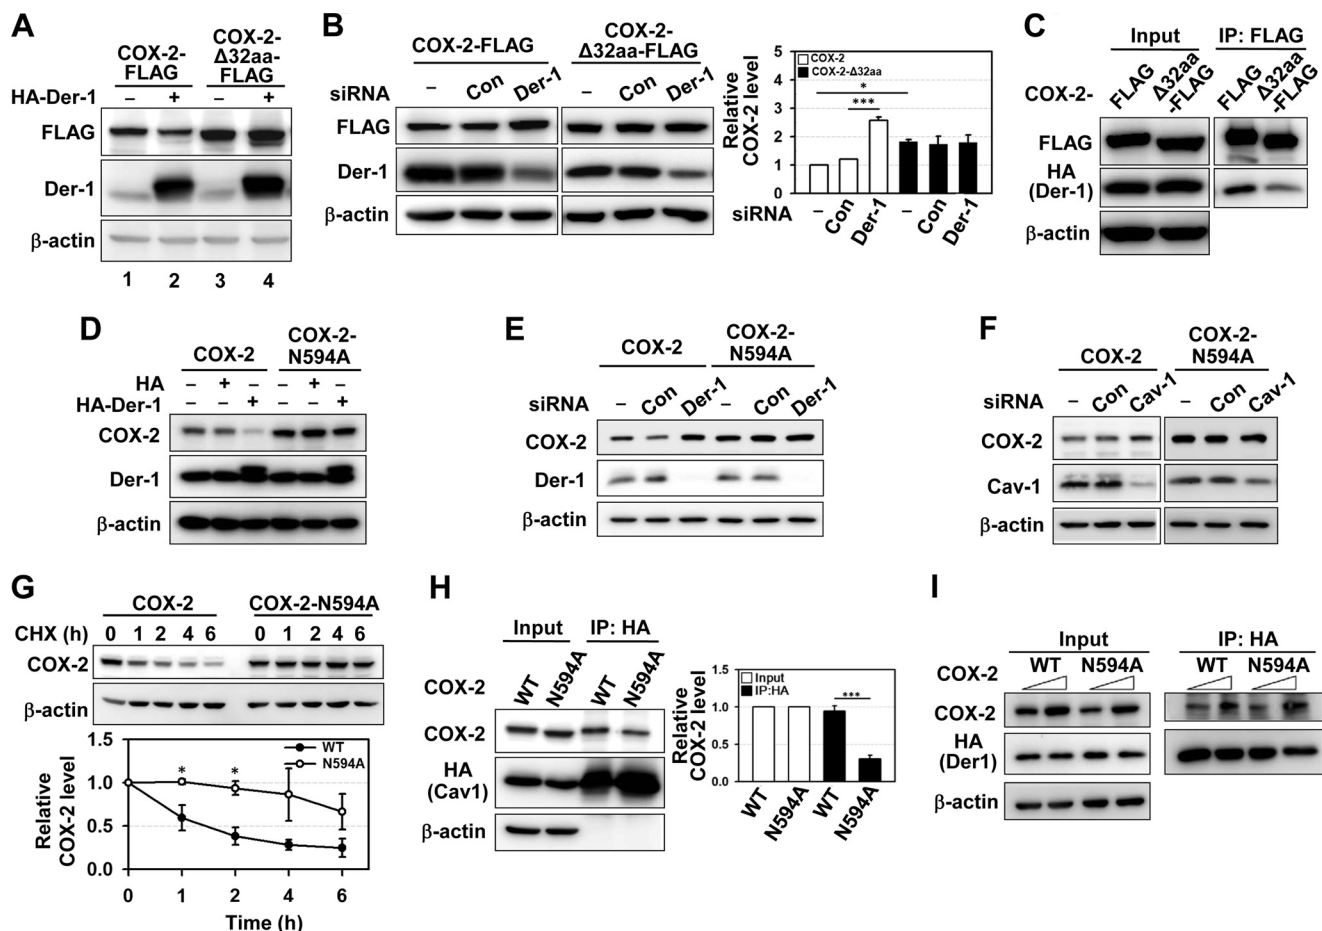 A
COX-2-
FLAG
COX-2-
Δ32aa-
FLAG
HA-Der-1
– + – +
FLAG
Der-1
β-actin
1 2 3 4
B
COX-2-FLAG
COX-2-
Δ32aa-FLAG
siRNA
– Con Der-1 – Con Der-1
FLAG
Der-1
β-actin
Relative
COX-2 level
5
4
3
2
1
0
COX-2
COX-2-Δ32aa
*
***
siRNA
– Con Der-1 – Con Der-1
C
Input
IP: FLAG
COX-2-
FLAG
Δ32aa
-FLAG
FLAG
Δ32aa
-FLAG
FLAG
HA
(Der-1)
β-actin
D
COX-2
COX-2-
N594A
HA
– + – – + –
HA-Der-1
– – + – – +
COX-2
Der-1
β-actin
E
COX-2
COX-2-
N594A
siRNA
– Con Der-1 – Con Der-1
COX-2
Der-1
β-actin
F
COX-2
COX-2-
N594A
siRNA
– Con Cav-1 – Con Cav-1
COX-2
Cav-1
β-actin
G
COX-2
COX-2-N594A
CHX (h)
0 1 2 4 6 0 1 2 4 6
COX-2
β-actin
Relative
COX-2 level
1.5
1.0
0.5
0.0
WT
N594A
* *
0 1 2 4 6
Time (h)
H
Input
IP: HA
COX-2
WT N594A WT N594A
COX-2
HA
(Cav1)
β-actin
Relative
COX-2 level
1.5
1.0
0.5
0.0
Input
IP:HA
***
WT N594A WT N594A
I
Input
IP: HA
COX-2
WT N594A WT N594A
COX-2
HA
(Der1)
β-actin